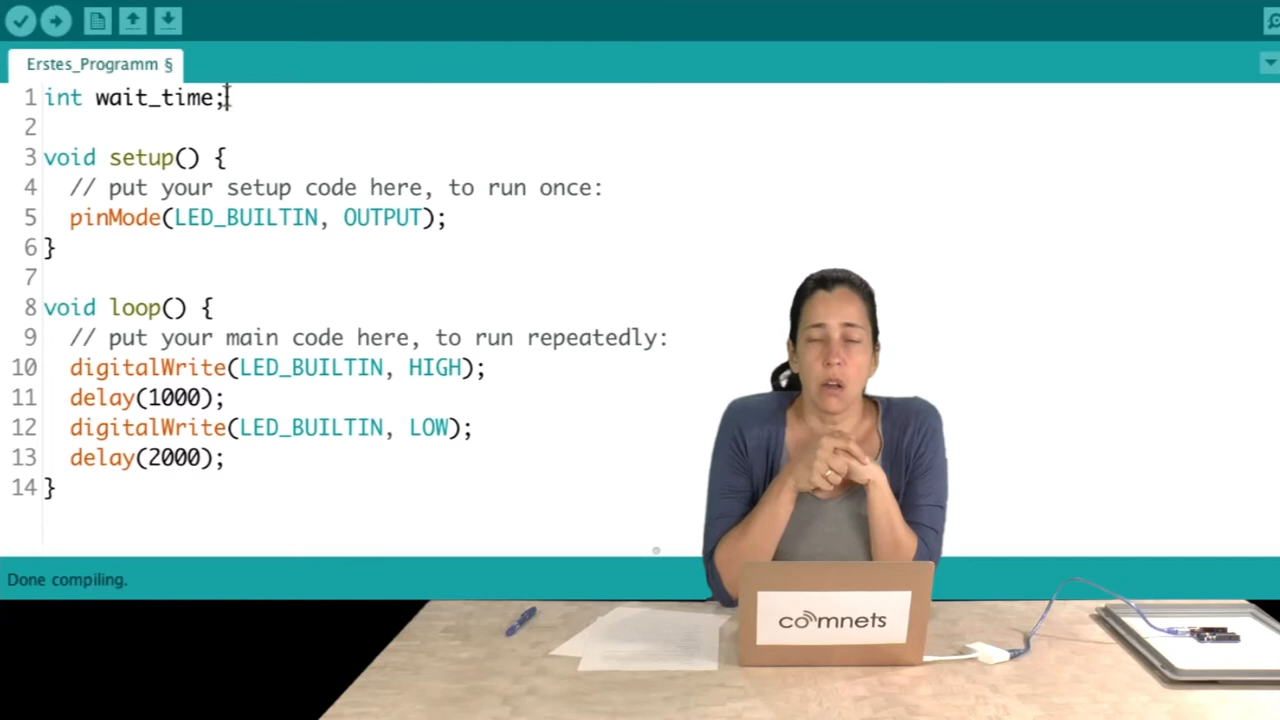 Erstes_Programm §
1 int wait_time;
2
3 void setup() {
4 // put your setup code here, to run once:
5 pinMode(LED_BUILTIN, OUTPUT);
6 }
7
8 void loop() {
9 // put your main code here, to run repeatedly:
10 digitalWrite(LED_BUILTIN, HIGH);
11 delay(1000);
12 digitalWrite(LED_BUILTIN, LOW);
13 delay(2000);
14 }
Done compiling.
comnets